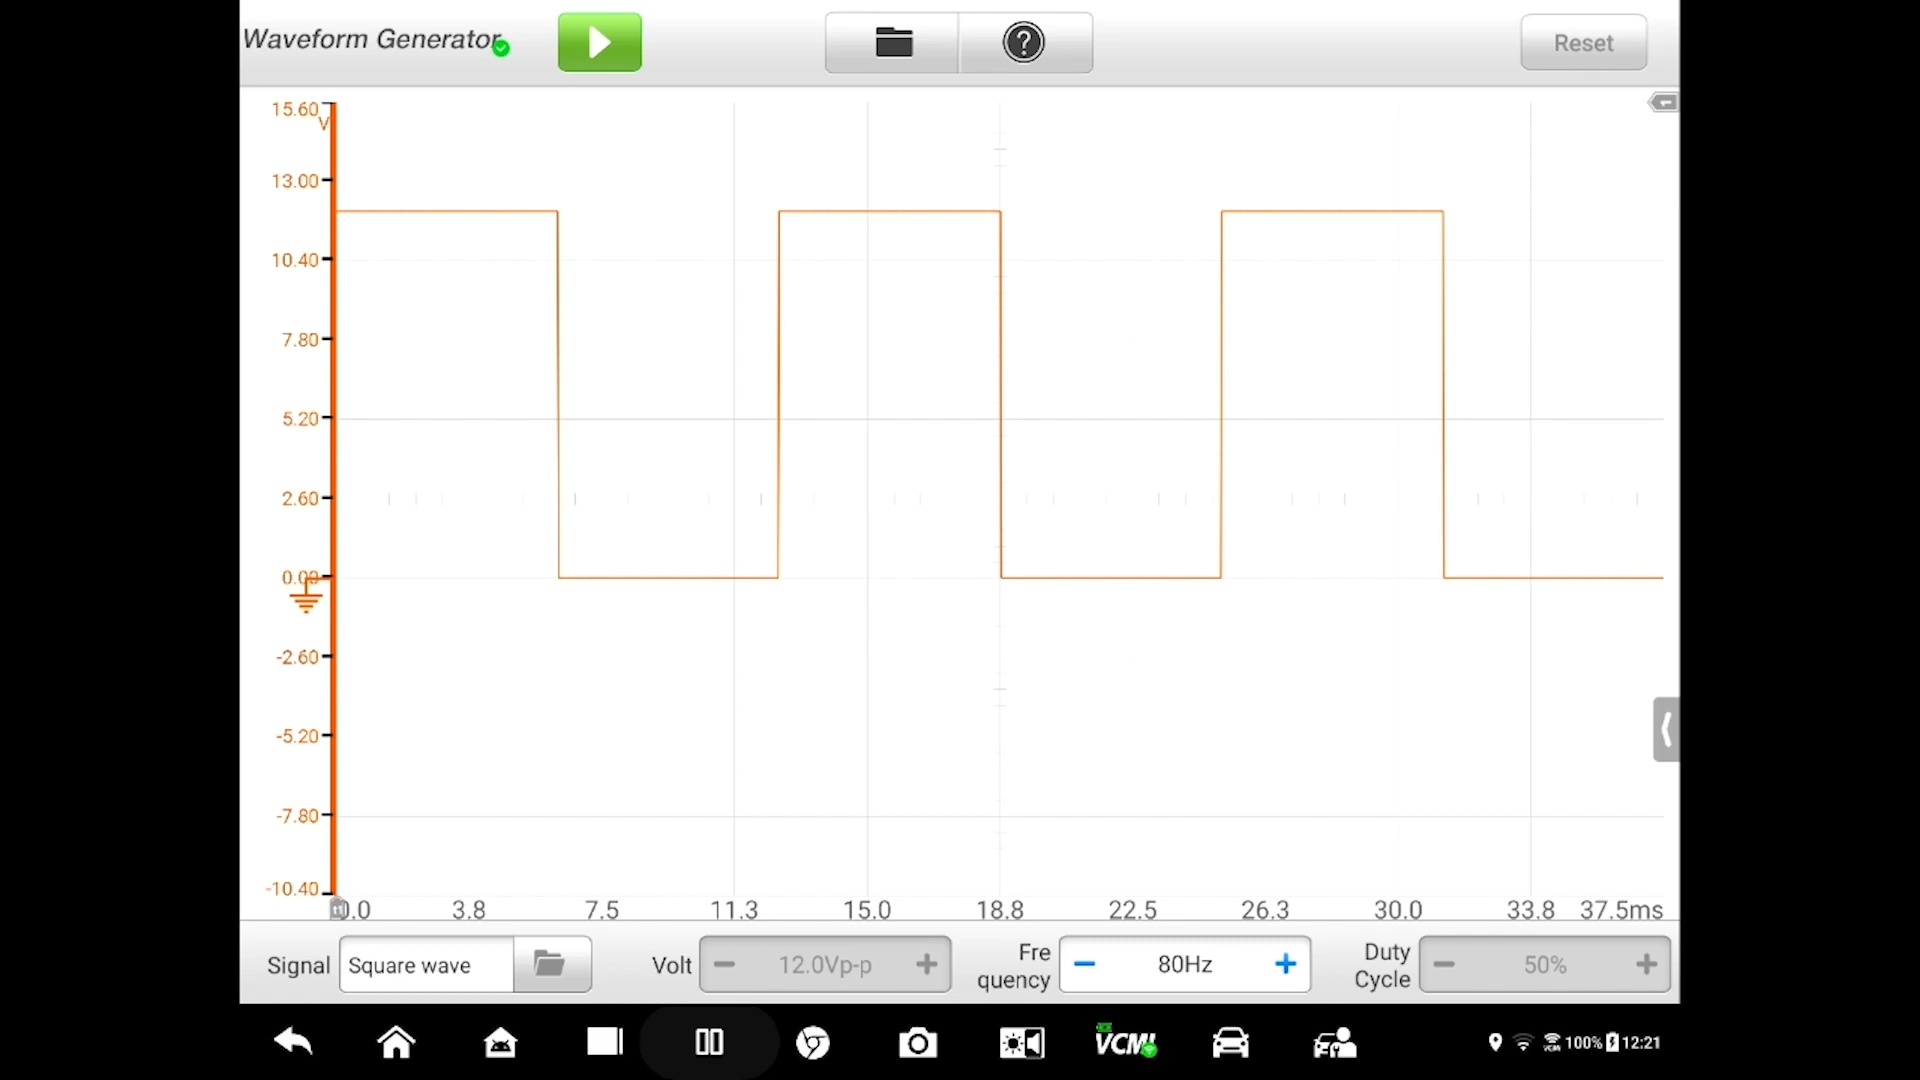 Waveform Generator
Reset
15.60
V
13.00
10.40
7.80
5.20
2.60
0.00
-2.60
-5.20
-7.80
-10.40
0.0 3.8 7.5 11.3 15.0 18.8 22.5 26.3 30.0 33.8 37.5ms
Signal Square wave Volt 12.0Vp-p Fre quency 80Hz Duty Cycle 50%
VCMI 100% 12:21